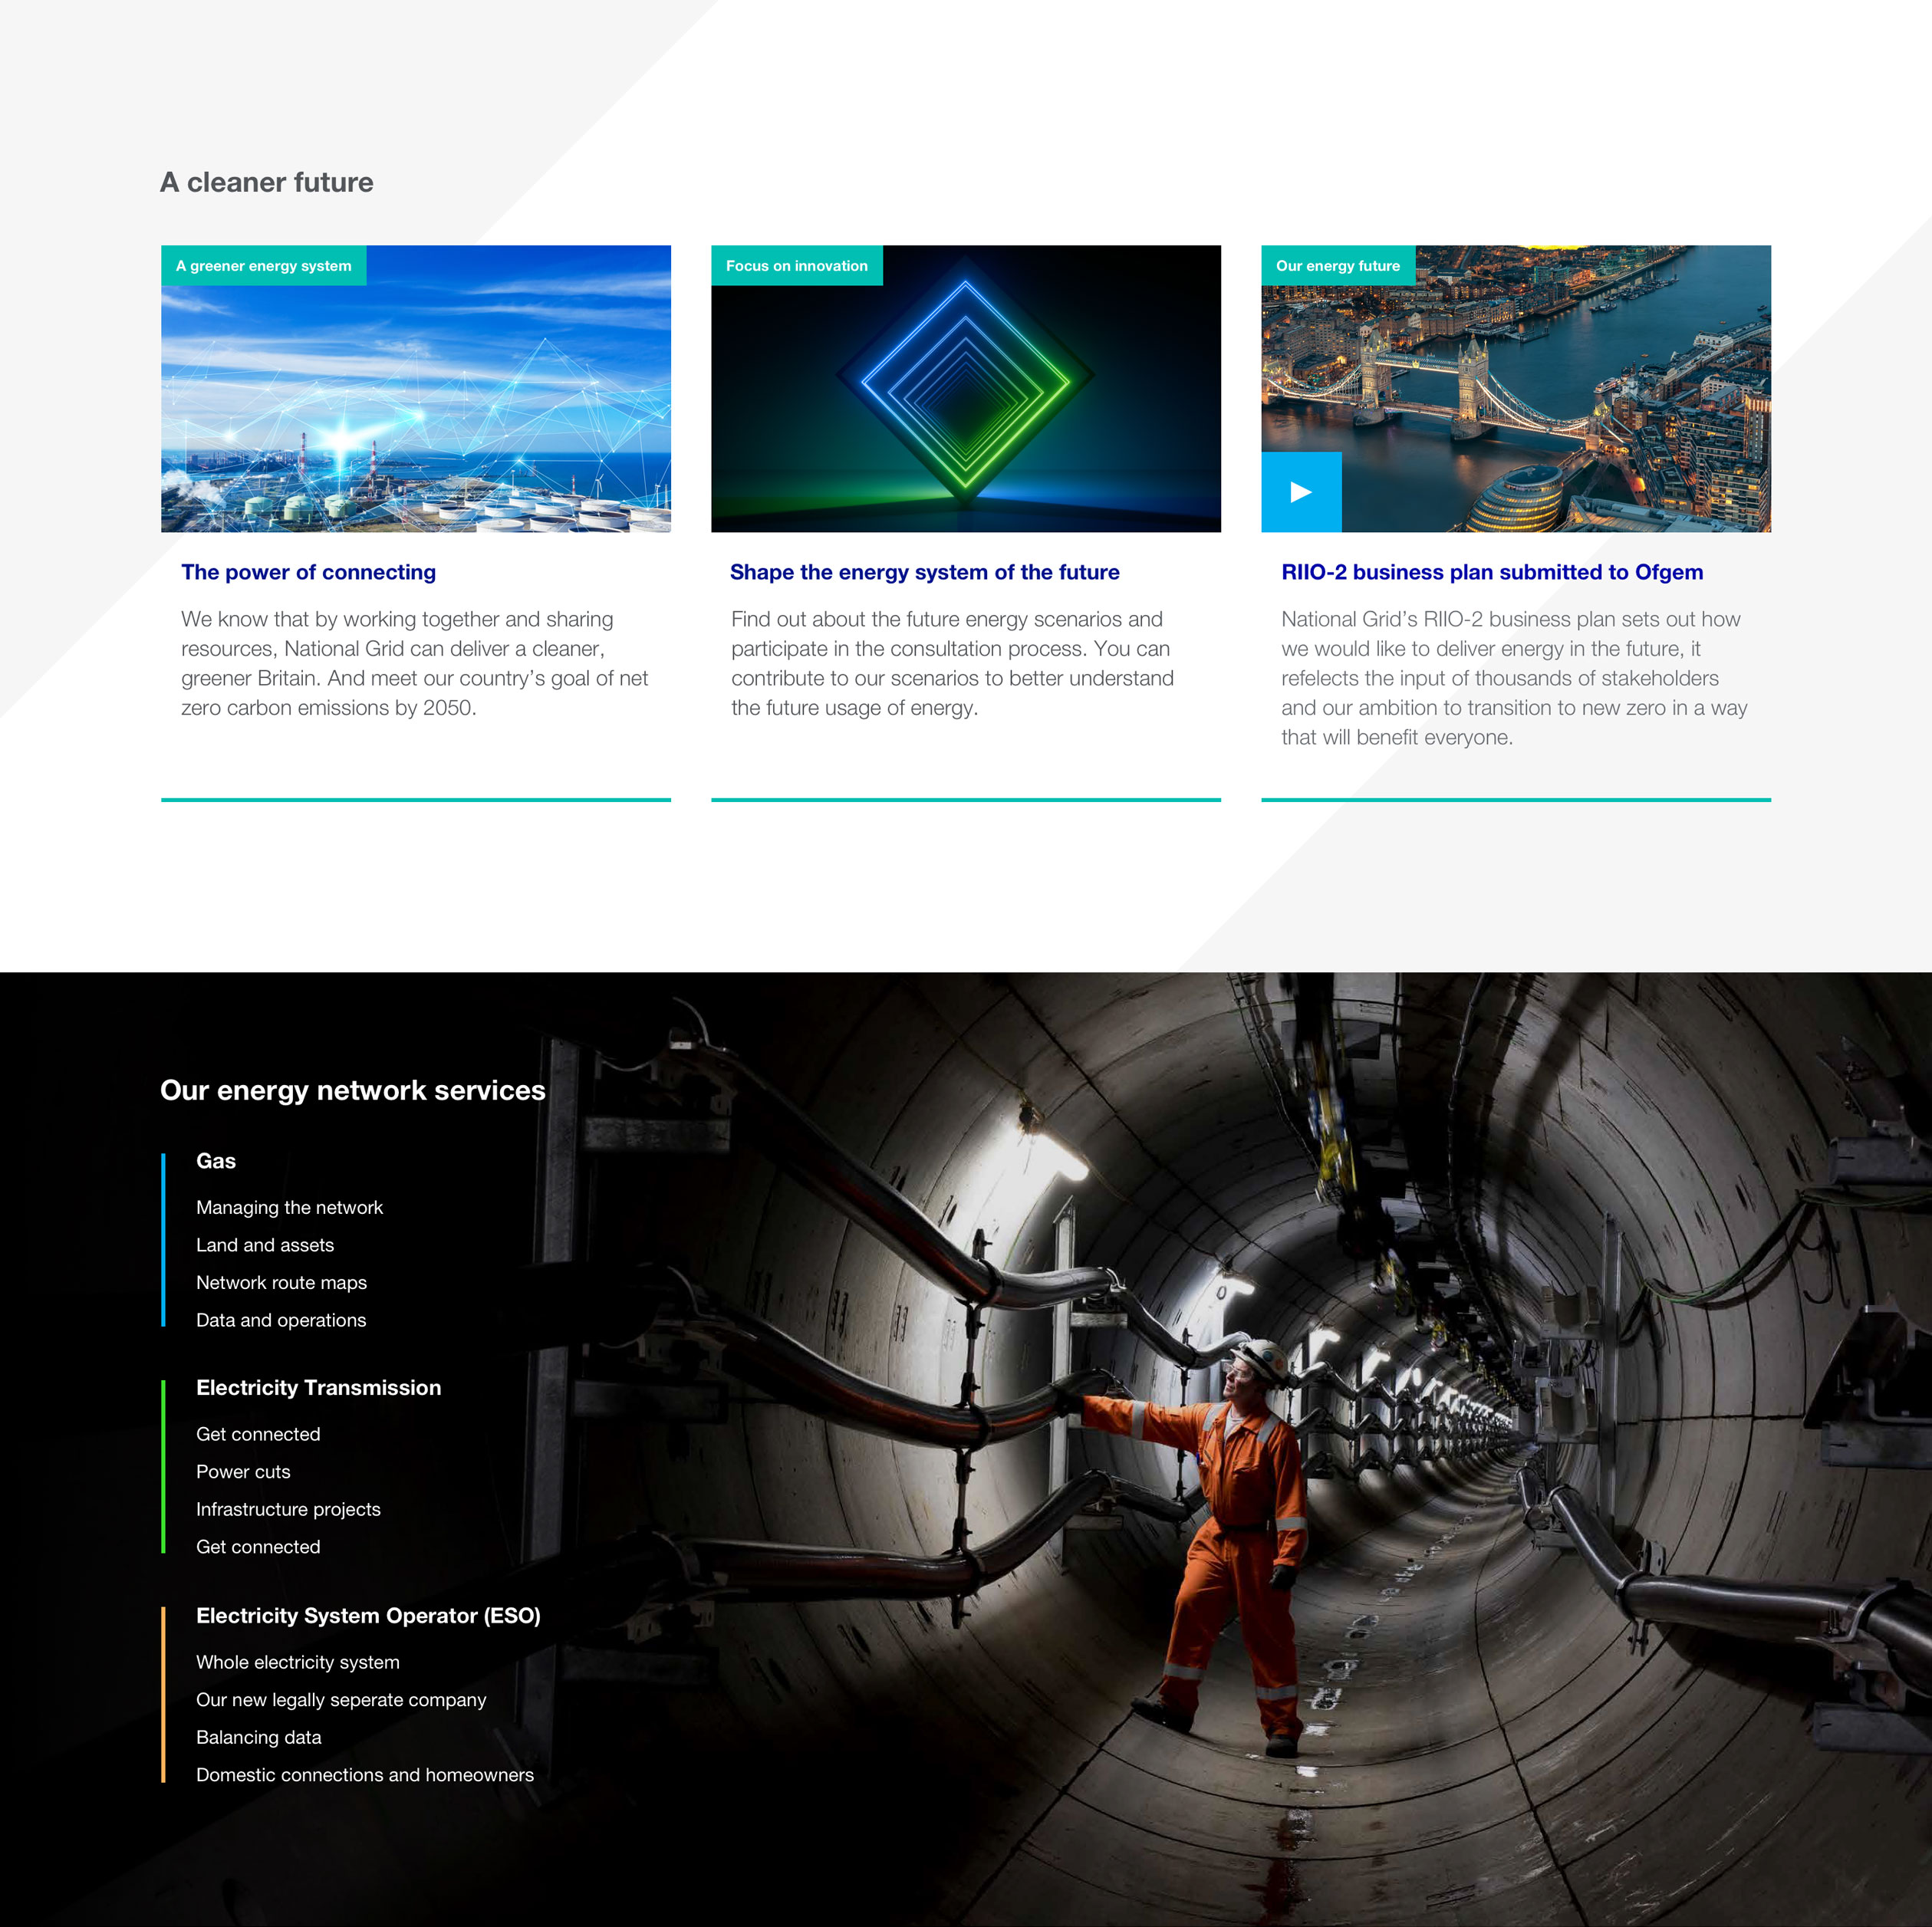 A cleaner future
A greener energy system
The power of connecting
We know that by working together and sharing
resources, National Grid can deliver a cleaner,
greener Britain. And meet our country's goal of net
zero carbon emissions by 2050.
Focus on innovation
Shape the energy system of the future
Find out about the future energy scenarios and
participate in the consultation process. You can
contribute to our scenarios to better understand
the future usage of energy.
Our energy future
RIIO-2 business plan submitted to Ofgem
National Grid's RIIO-2 business plan sets out how
we would like to deliver energy in the future, it
refelects the input of thousands of stakeholders
and our ambition to transition to new zero in a way
that will benefit everyone.
Our energy network services
Gas
Managing the network
Land and assets
Network route maps
Data and operations
Electricity Transmission
Get connected
Power cuts
Infrastructure projects
Get connected
Electricity System Operator (ESO)
Whole electricity system
Our new legally seperate company
Balancing data
Domestic connections and homeowners